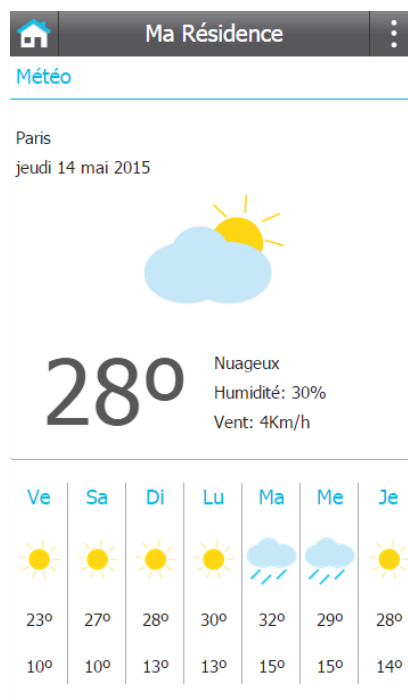 Ma Résidence
Météo
Paris
jeudi 14 mai 2015
28º
Nuageux
Humidité: 30%
Vent: 4Km/h
Ve Sa Di Lu Ma Me Je
23º 27º 28º 30º 32º 29º 28º
10º 10º 13º 13º 15º 15º 14º